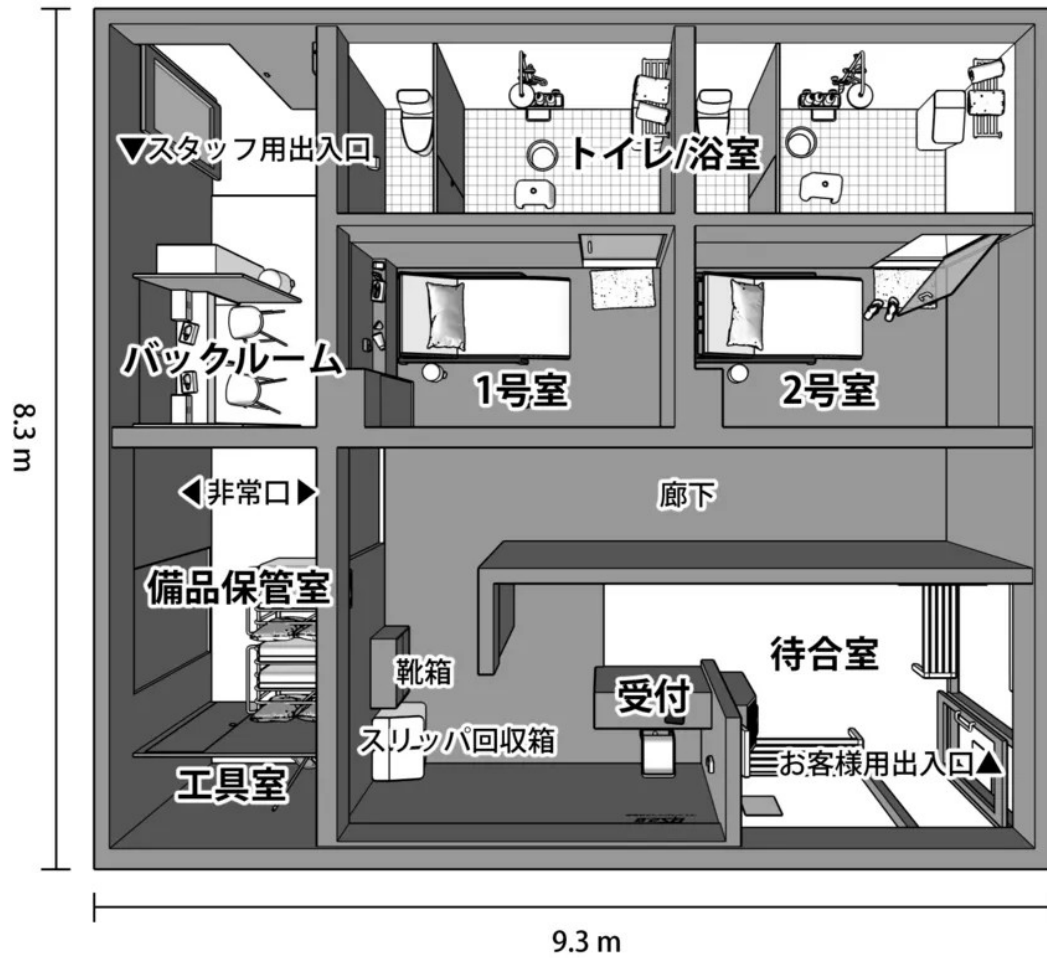 ▼スタッフ用出入口
トイレ/浴室
バックルーム
1号室
2号室
8.3 m
◀非常口▶
廊下
備品保管室
待合室
靴箱
受付
スリッパ回収箱
お客様用出入口▲
工具室
9.3 m